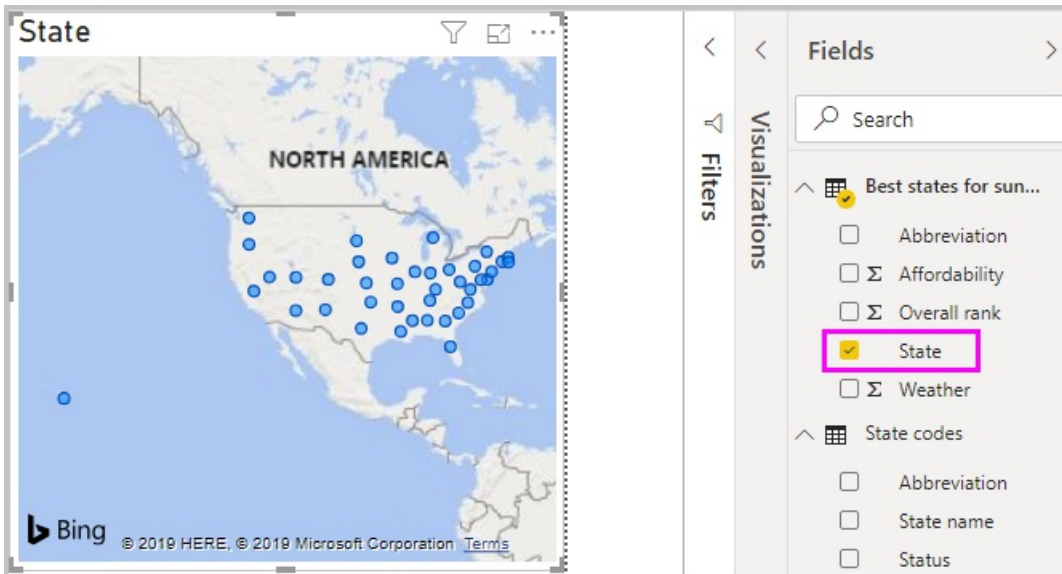 State
NORTH AMERICA
Bing
© 2019 HERE, © 2019 Microsoft Corporation Terms
Filters
Visualizations
Fields
Search
Best states for sun...
Abbreviation
Σ Affordability
Σ Overall rank
State
Σ Weather
State codes
Abbreviation
State name
Status